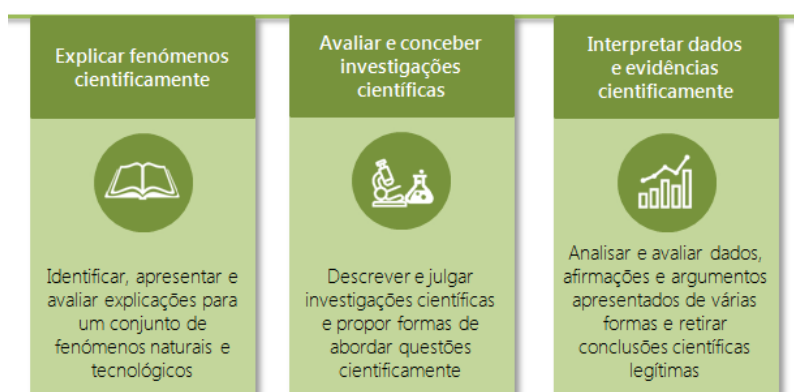 Explicar fenómenos
cientificamente
Identificar, apresentar e
avaliar explicações para
um conjunto de
fenómenos naturais e
tecnológicos
Avaliar e conceber
investigações
científicas
Descrever e julgar
investigações científicas
e propor formas de
abordar questões
cientificamente
Interpretar dados
e evidências
cientificamente
Analisar e avaliar dados,
afirmações e argumentos
apresentados de várias
formas e retirar
conclusões científicas
legítimas